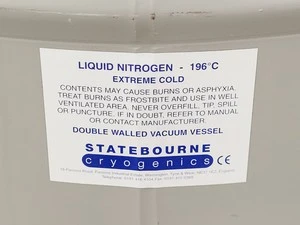 LIQUID NITROGEN - 196°C
EXTREME COLD
CONTENTS MAY CAUSE BURNS OR ASPHYXIA.
TREAT BURNS AS FROSTBITE AND USE IN WELL
VENTILATED AREA. NEVER OVERFILL, TIP, SPILL
OR PUNCTURE. IF IN DOUBT, REFER TO MANUAL
OR CONTACT MANUFACTURER.
DOUBLE WALLED VACUUM VESSEL
STATEBOURNE
cryogenics CE